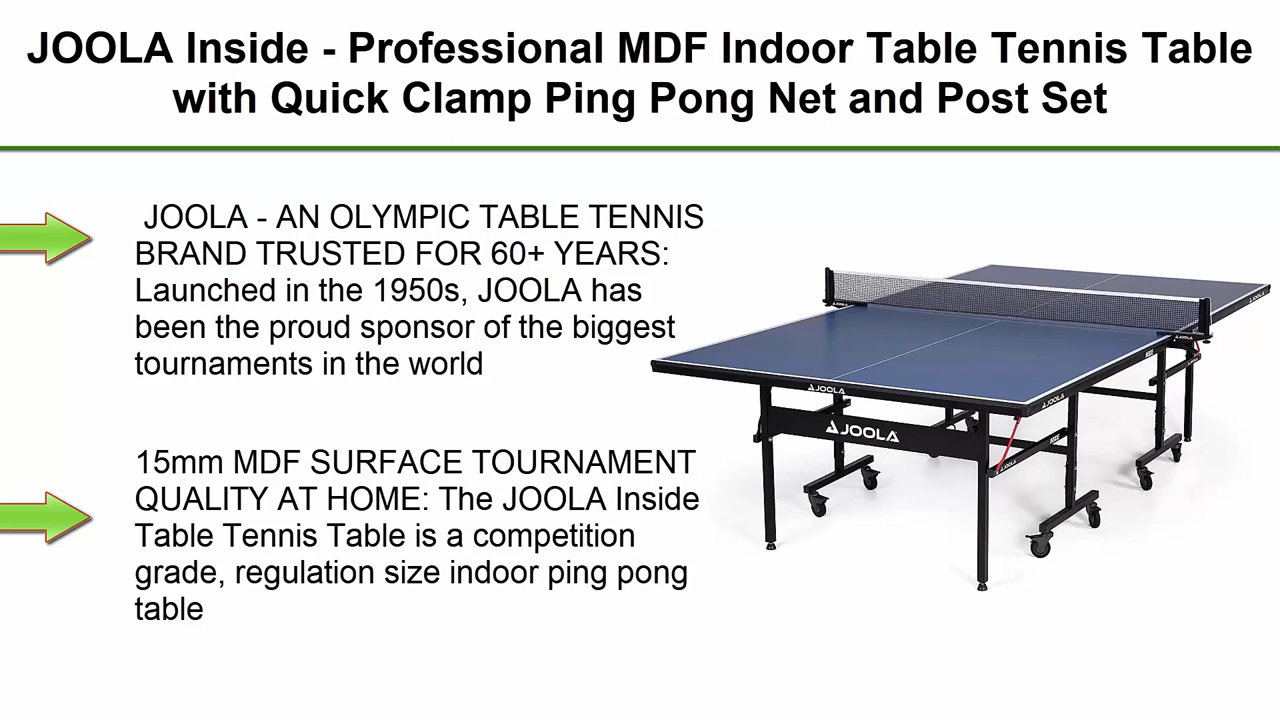 JOOLA Inside - Professional MDF Indoor Table Tennis Table
with Quick Clamp Ping Pong Net and Post Set
JOOLA - AN OLYMPIC TABLE TENNIS
BRAND TRUSTED FOR 60+ YEARS:
Launched in the 1950s, JOOLA has
been the proud sponsor of the biggest
tournaments in the world
15mm MDF SURFACE TOURNAMENT
QUALITY AT HOME: The JOOLA Inside
Table Tennis Table is a competition
grade, regulation size indoor ping pong
table
JOOLA
JOOLA
JOOLA
JOOLA
JOOLA
JOOLA